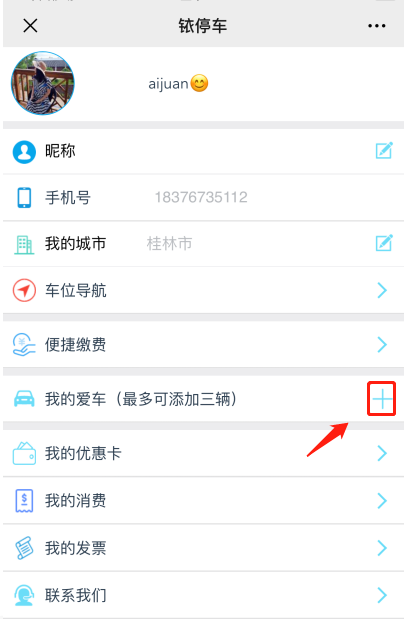 铱停车
aijuan😊
昵称
手机号 18376735112
我的城市 桂林市
车位导航
便捷缴费
我的爱车（最多可添加三辆）
我的优惠卡
我的消费
我的发票
联系我们